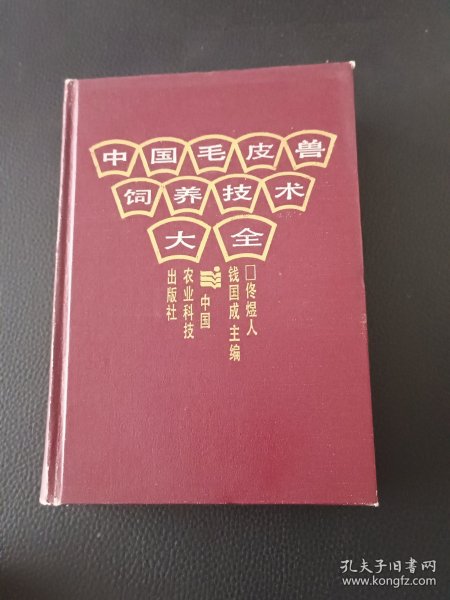 中国毛皮兽
饲养技术
大全
□佟煜人
钱国成 主编
中国
农业科技
出版社
孔夫子旧书网
www.kongfz.com